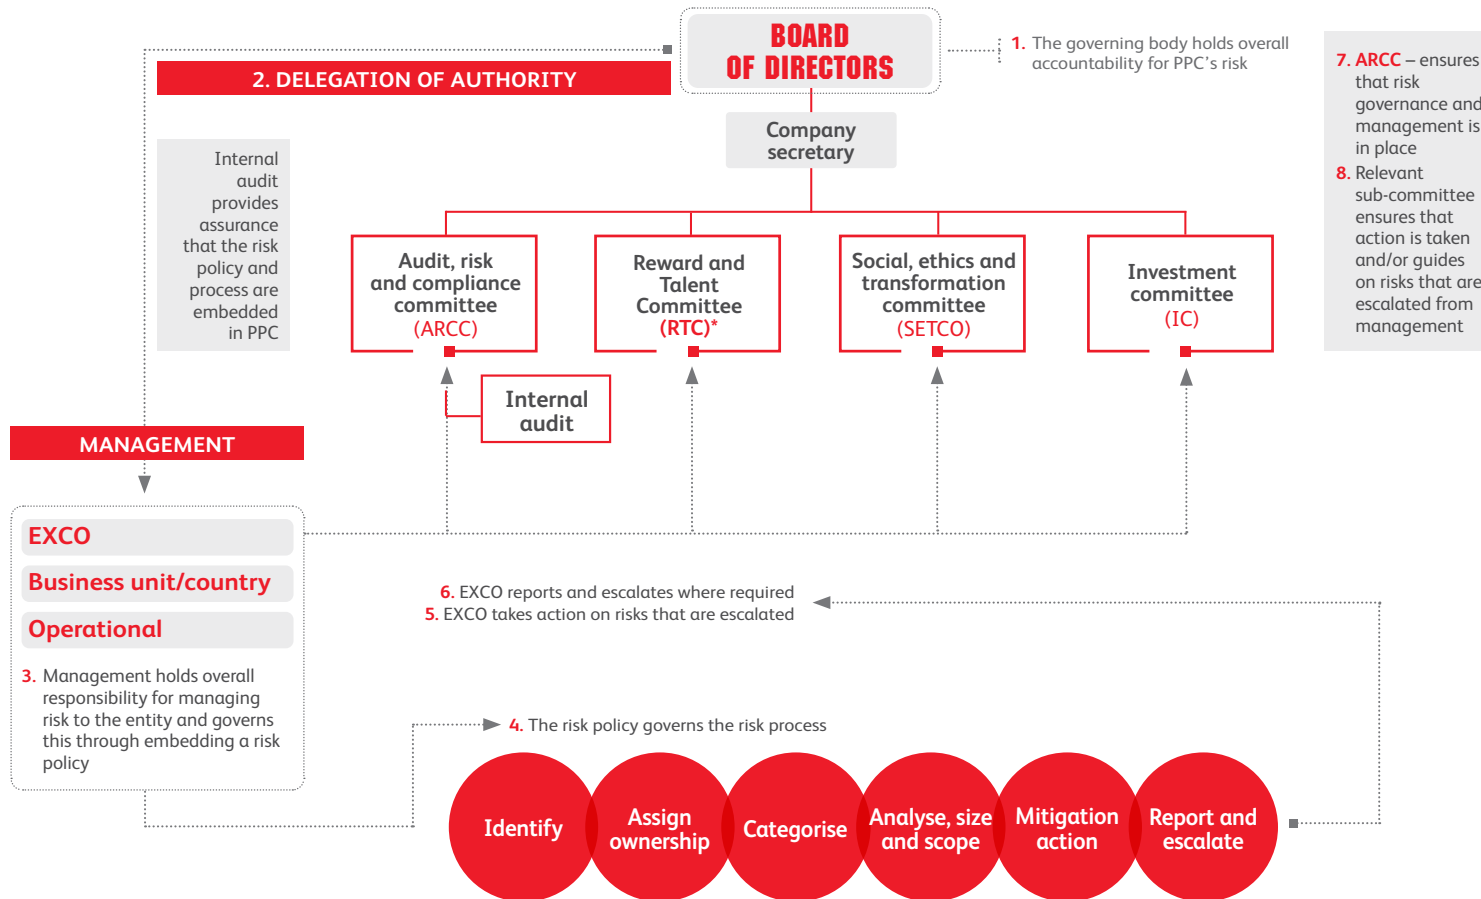 BOARD
OF DIRECTORS
1. The governing body holds overall
accountability for PPC's risk
2. DELEGATION OF AUTHORITY
Company
secretary
Internal
audit
provides
assurance
that the risk
policy and
process are
embedded
in PPC
7. ARCC – ensures
that risk
governance and
management is
in place
8. Relevant
sub-committee
ensures that
action is taken
and/or guides
on risks that are
escalated from
management
Audit, risk
and compliance
committee
(ARCC)
Reward and
Talent
Committee
(RTC)*
Social, ethics and
transformation
committee
(SETCO)
Investment
committee
(IC)
Internal
audit
MANAGEMENT
EXCO
Business unit/country
Operational
3. Management holds overall
responsibility for managing
risk to the entity and governs
this through embedding a risk
policy
6. EXCO reports and escalates where required
5. EXCO takes action on risks that are escalated
4. The risk policy governs the risk process
Identify
Assign
ownership
Categorise
Analyse, size
and scope
Mitigation
action
Report and
escalate